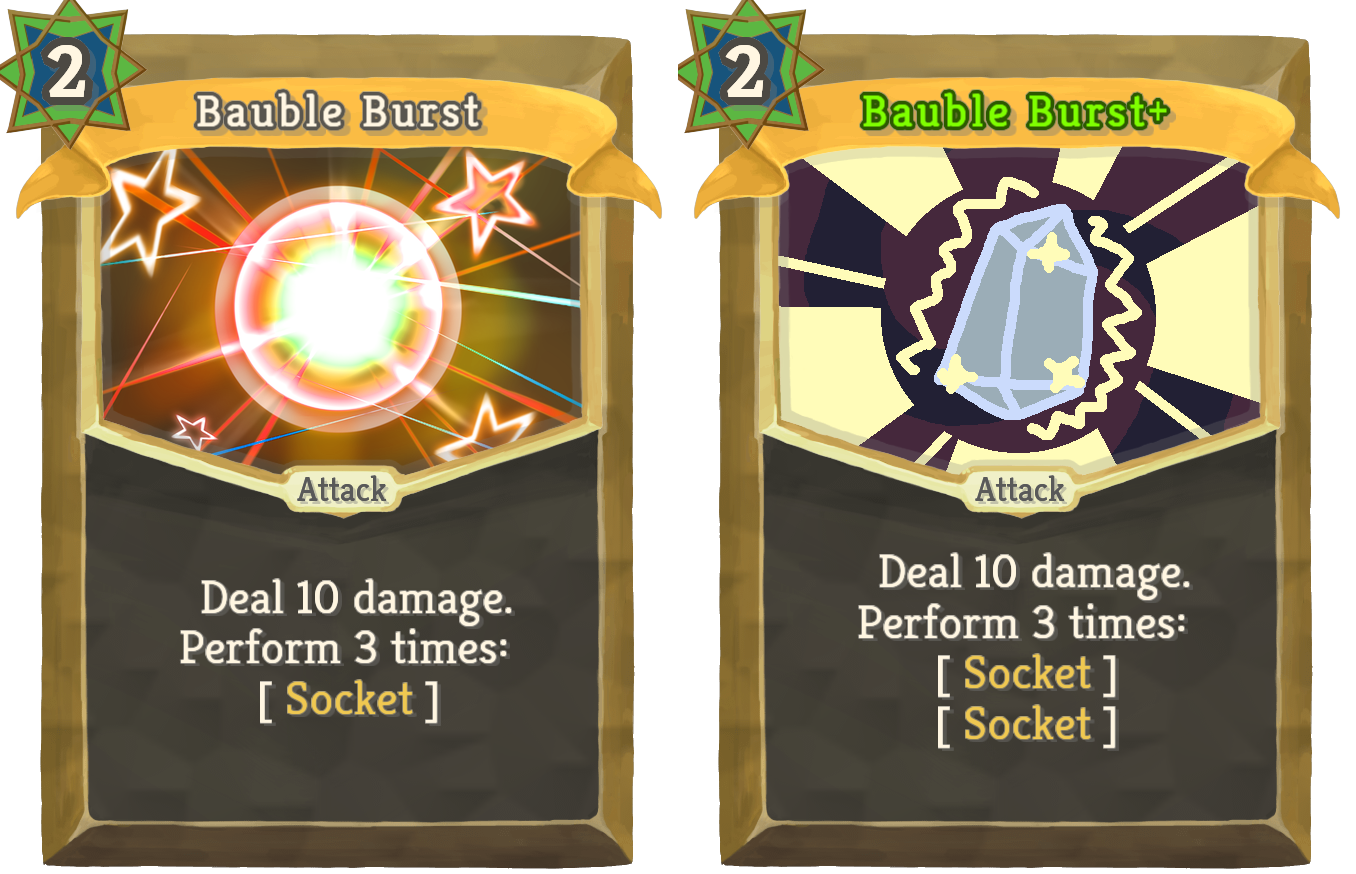 2
Bauble Burst
Attack
Deal 10 damage.
Perform 3 times:
[ Socket ]
2
Bauble Burst+
Attack
Deal 10 damage.
Perform 3 times:
[ Socket ]
[ Socket ]